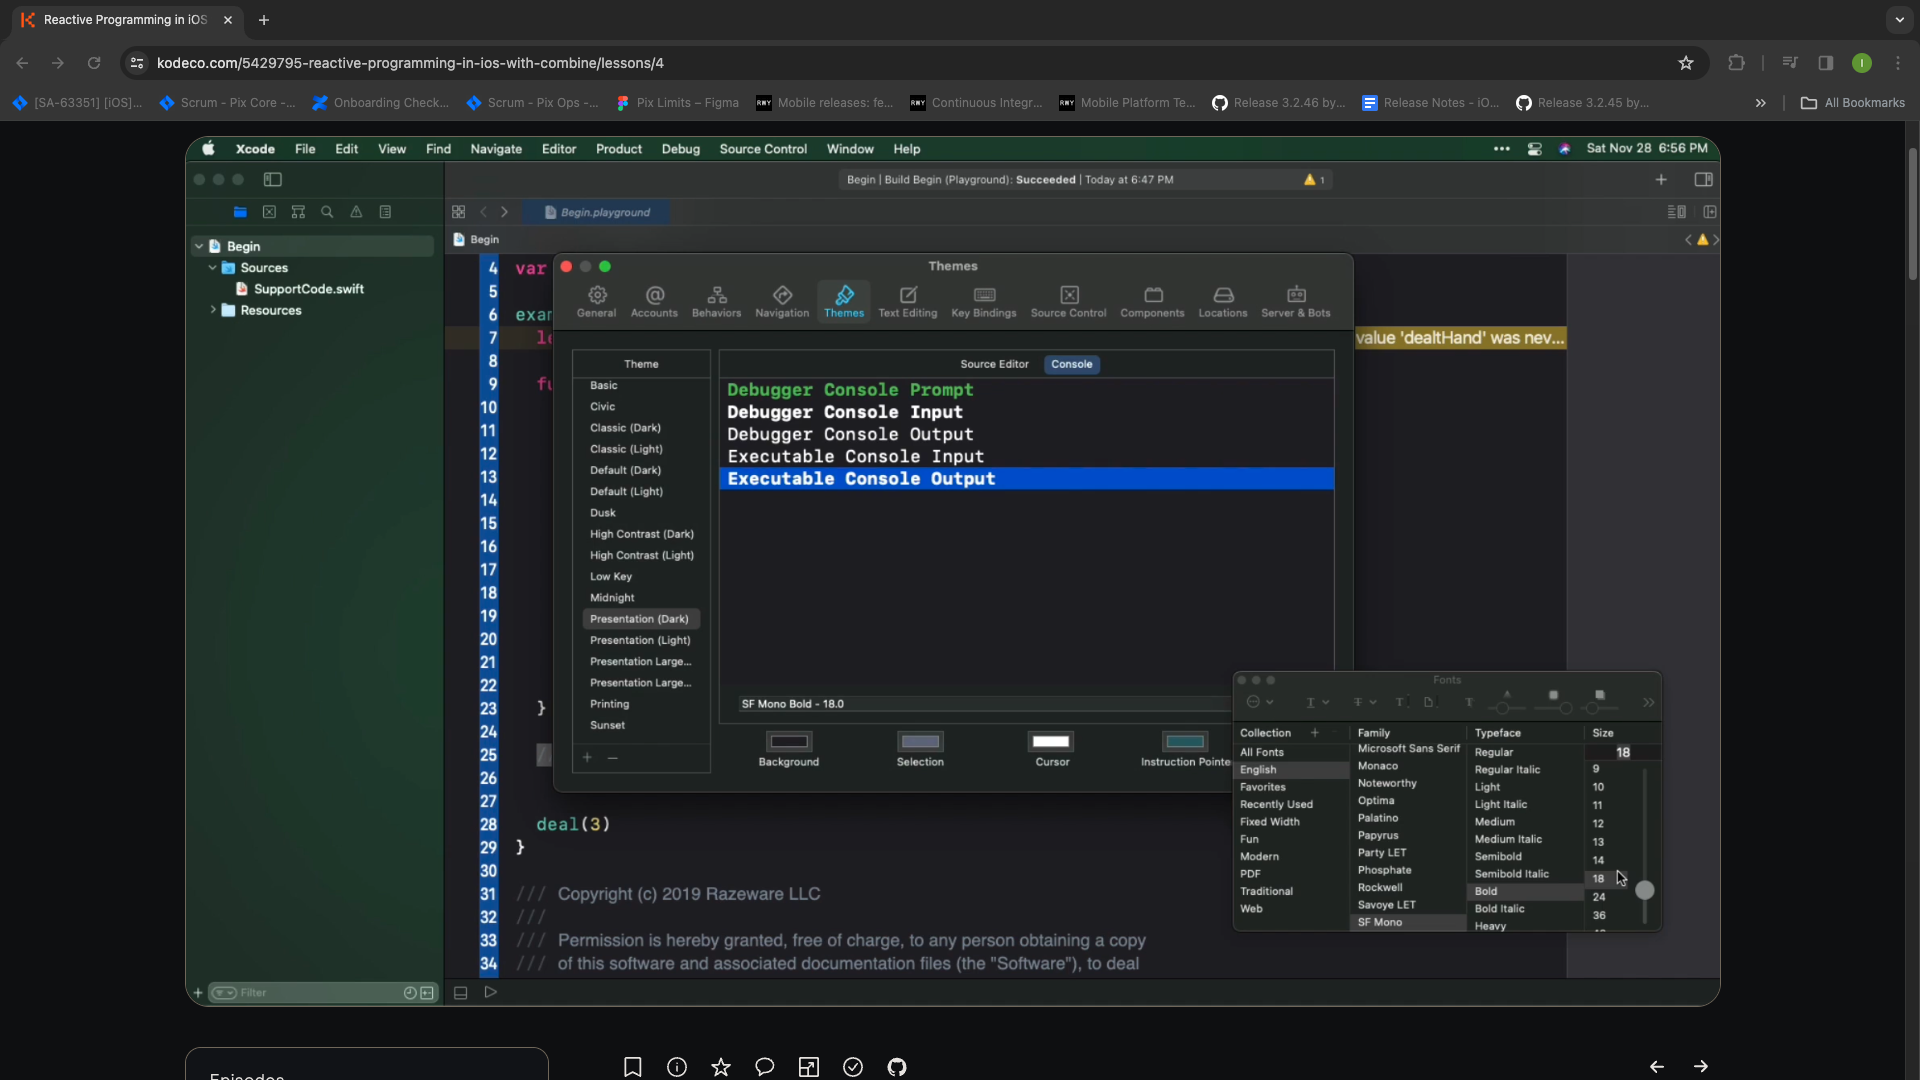 Reactive Programming in iOS
kodeco.com/5429795-reactive-programming-in-ios-with-combine/lessons/4
I
[SA-63351] [iOS]...
Scrum - Pix Core -...
Onboarding Check...
Scrum - Pix Ops -...
Pix Limits – Figma
RWY
Mobile releases: fe...
RWY
Continuous Integr...
RWY
Mobile Platform Te...
Release 3.2.46 by...
Release Notes - iO...
Release 3.2.45 by...
All Bookmarks
Xcode File Edit View Find Navigate Editor Product Debug Source Control Window Help
Sat Nov 28 6:56 PM
Begin | Build Begin (Playground): Succeeded | Today at 6:47 PM
1
Begin.playground
Begin
Begin
Sources
SupportCode.swift
Resources
4 var
5
6 exam
7 le
value 'dealtHand' was nev...
8
9 fu
10
11
12
13
14
15
16
17
18
19
20
21
22
23 }
24
25 //
26
27
28 deal(3)
29 }
30
31 /// Copyright (c) 2019 Razeware LLC
32 ///
33 /// Permission is hereby granted, free of charge, to any person obtaining a copy
34 /// of this software and associated documentation files (the "Software"), to deal
Themes
General Accounts Behaviors Navigation Themes Text Editing Key Bindings Source Control Components Locations Server & Bots
Theme
Basic
Civic
Classic (Dark)
Classic (Light)
Default (Dark)
Default (Light)
Dusk
High Contrast (Dark)
High Contrast (Light)
Low Key
Midnight
Presentation (Dark)
Presentation (Light)
Presentation Large...
Presentation Large...
Printing
Sunset
Source Editor Console
Debugger Console Prompt
Debugger Console Input
Debugger Console Output
Executable Console Input
Executable Console Output
SF Mono Bold - 18.0
Background Selection Cursor Instruction Pointe
Fonts
Collection
All Fonts
English
Favorites
Recently Used
Fixed Width
Fun
Modern
PDF
Traditional
Web
Family
Microsoft Sans Serif
Monaco
Noteworthy
Optima
Palatino
Papyrus
Party LET
Phosphate
Rockwell
Savoye LET
SF Mono
Typeface
Regular
Regular Italic
Light
Light Italic
Medium
Medium Italic
Semibold
Semibold Italic
Bold
Bold Italic
Heavy
Size
18
9
10
11
12
13
14
18
24
36
Filter
Episodes